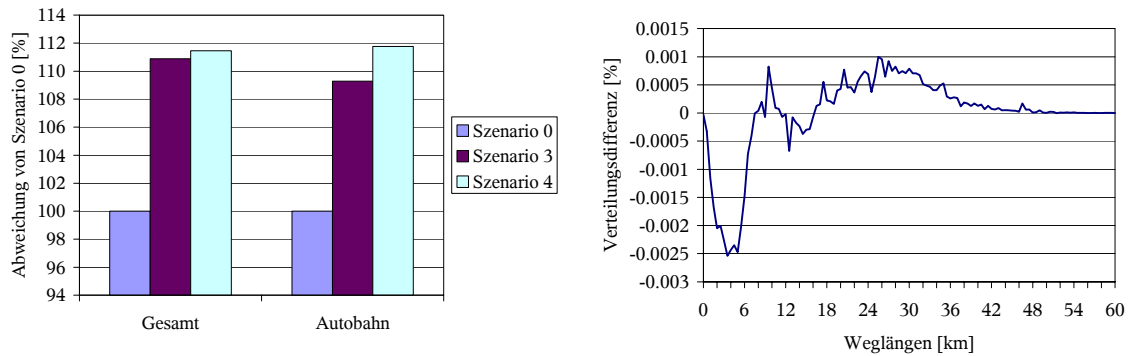 Abweichung von Szenario 0 [%]
114
112
110
108
106
104
102
100
98
96
94
Gesamt
Autobahn
Szenario 0
Szenario 3
Szenario 4
Verteilungsdifferenz [%]
0.0015
0.001
0.0005
0
-0.0005
-0.001
-0.0015
-0.002
-0.0025
-0.003
0 6 12 18 24 30 36 42 48 54 60
Weglängen [km]